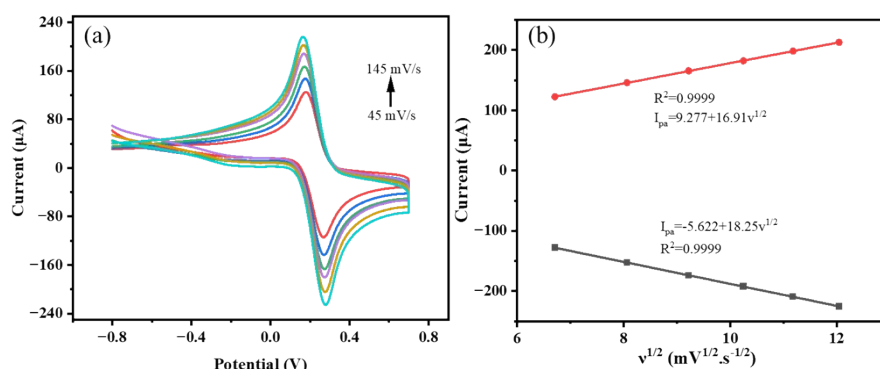 (a)
145 mV/s
45 mV/s
Current (μA)
240
160
80
0
−80
−160
−240
−0.8
−0.4
0.0
0.4
0.8
Potential (V)
(b)
R²=0.9999
Iₚₐ=9.277+16.91v¹/²
Iₚₐ=-5.622+18.25v¹/²
R²=0.9999
Current (μA)
200
100
0
−100
−200
6
8
10
12
ν¹/² (mV¹/².s⁻¹/²)